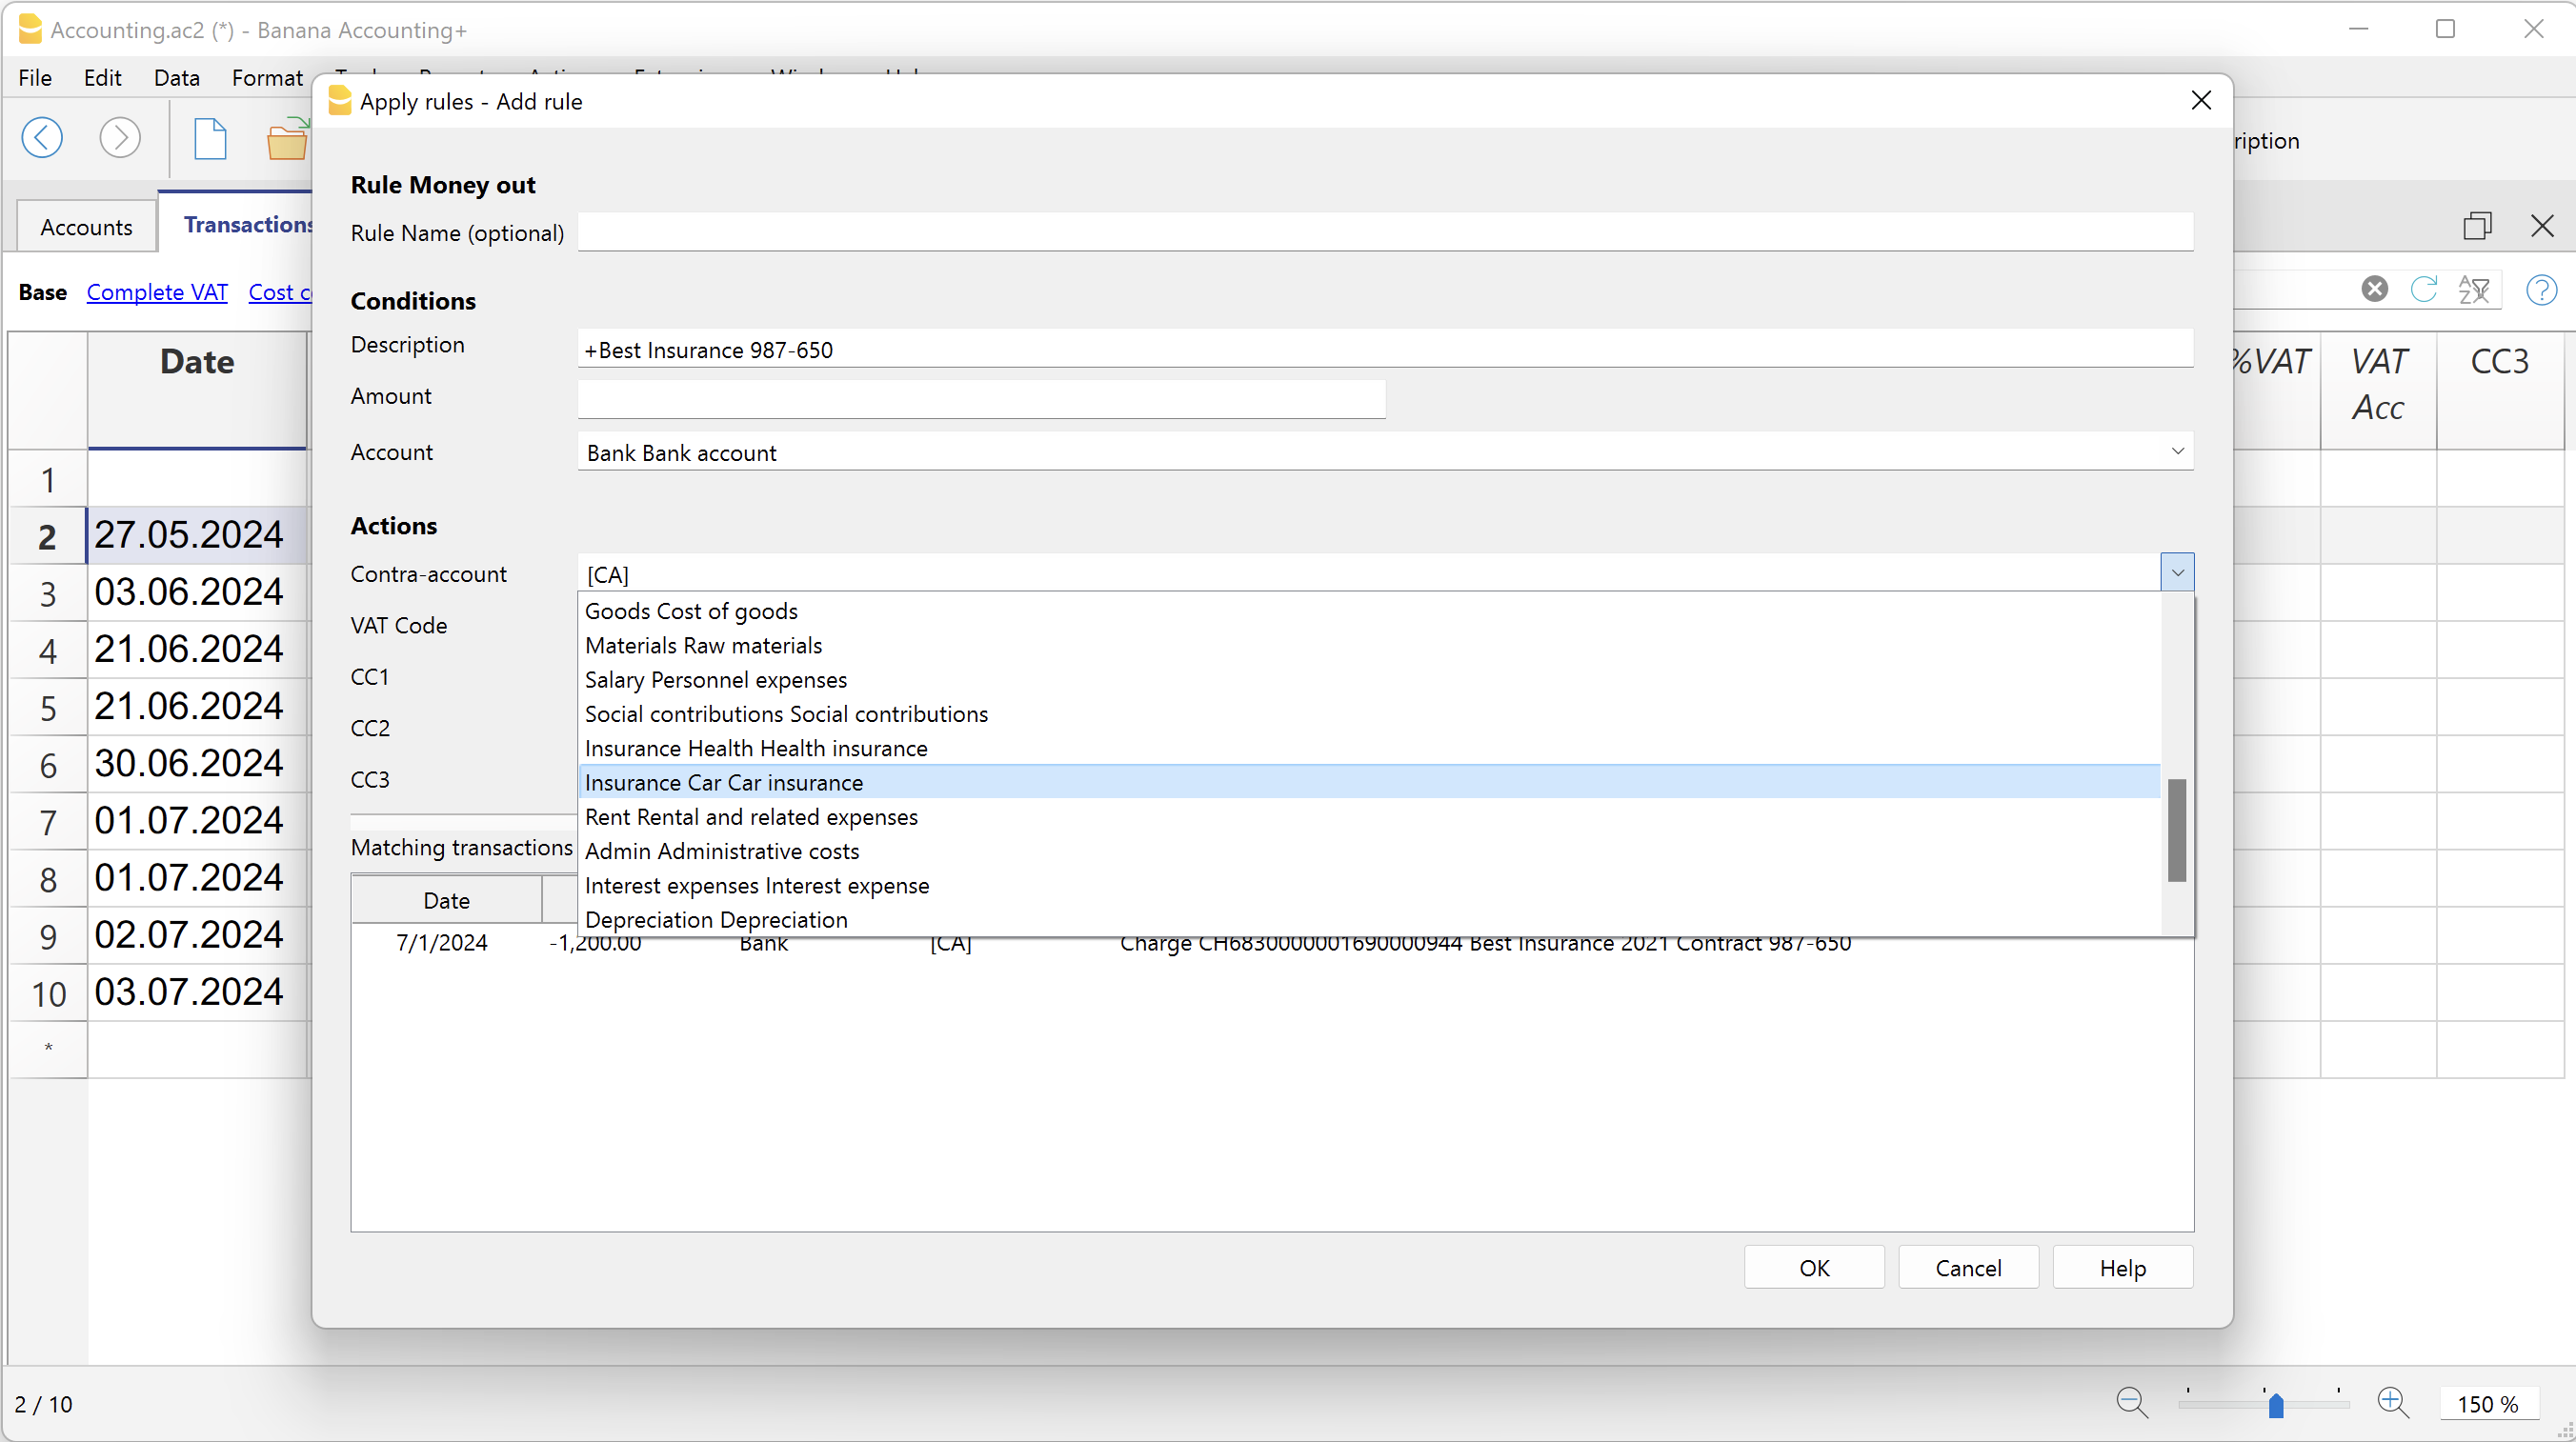 Accounting.ac2 (*) - Banana Accounting+
File Edit Data Format
Apply rules - Add rule
ription
Rule Money out
Accounts Transactions
Rule Name (optional)
Base Complete VAT Cost c
Conditions
Description +Best Insurance 987-650
Date %VAT VAT Acc CC3
Amount
Account Bank Bank account
1
Actions
2 27.05.2024
Contra-account [CA]
3 03.06.2024
Goods Cost of goods
VAT Code
4 21.06.2024
Materials Raw materials
CC1
Salary Personnel expenses
5 21.06.2024
Social contributions Social contributions
CC2
6 30.06.2024
Insurance Health Health insurance
CC3
Insurance Car Car insurance
7 01.07.2024
Rent Rental and related expenses
Matching transactions
Admin Administrative costs
8 01.07.2024
Interest expenses Interest expense
Date
Depreciation Depreciation
9 02.07.2024
7/1/2024 -1,200.00 Bank [CA] Charge CH6830000001690000944 Best Insurance 2021 Contract 987-650
10 03.07.2024
*
OK Cancel Help
2 / 10
150 %